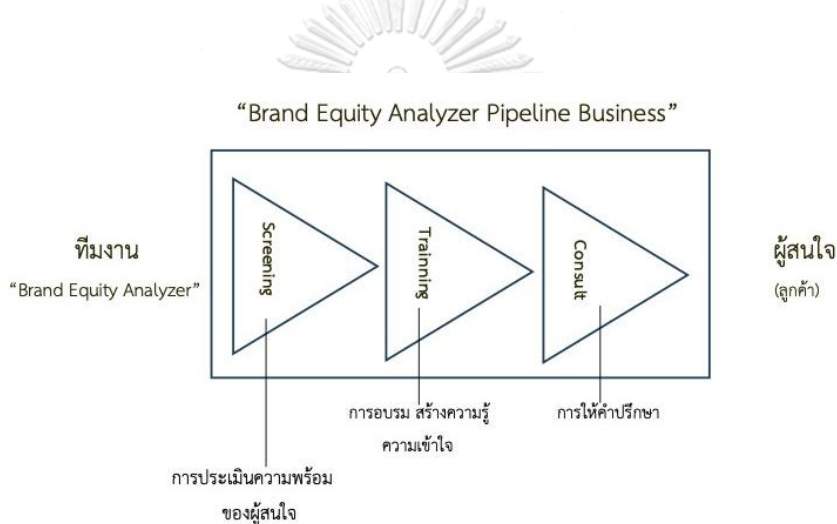 “Brand Equity Analyzer Pipeline Business”
ทีมงาน
“Brand Equity Analyzer”
Screening
Trainning
Consult
ผู้สนใจ
(ลูกค้า)
การอบรม สร้างความรู้
ความเข้าใจ
การให้คำปรึกษา
การประเมินความพร้อม
ของผู้สนใจ